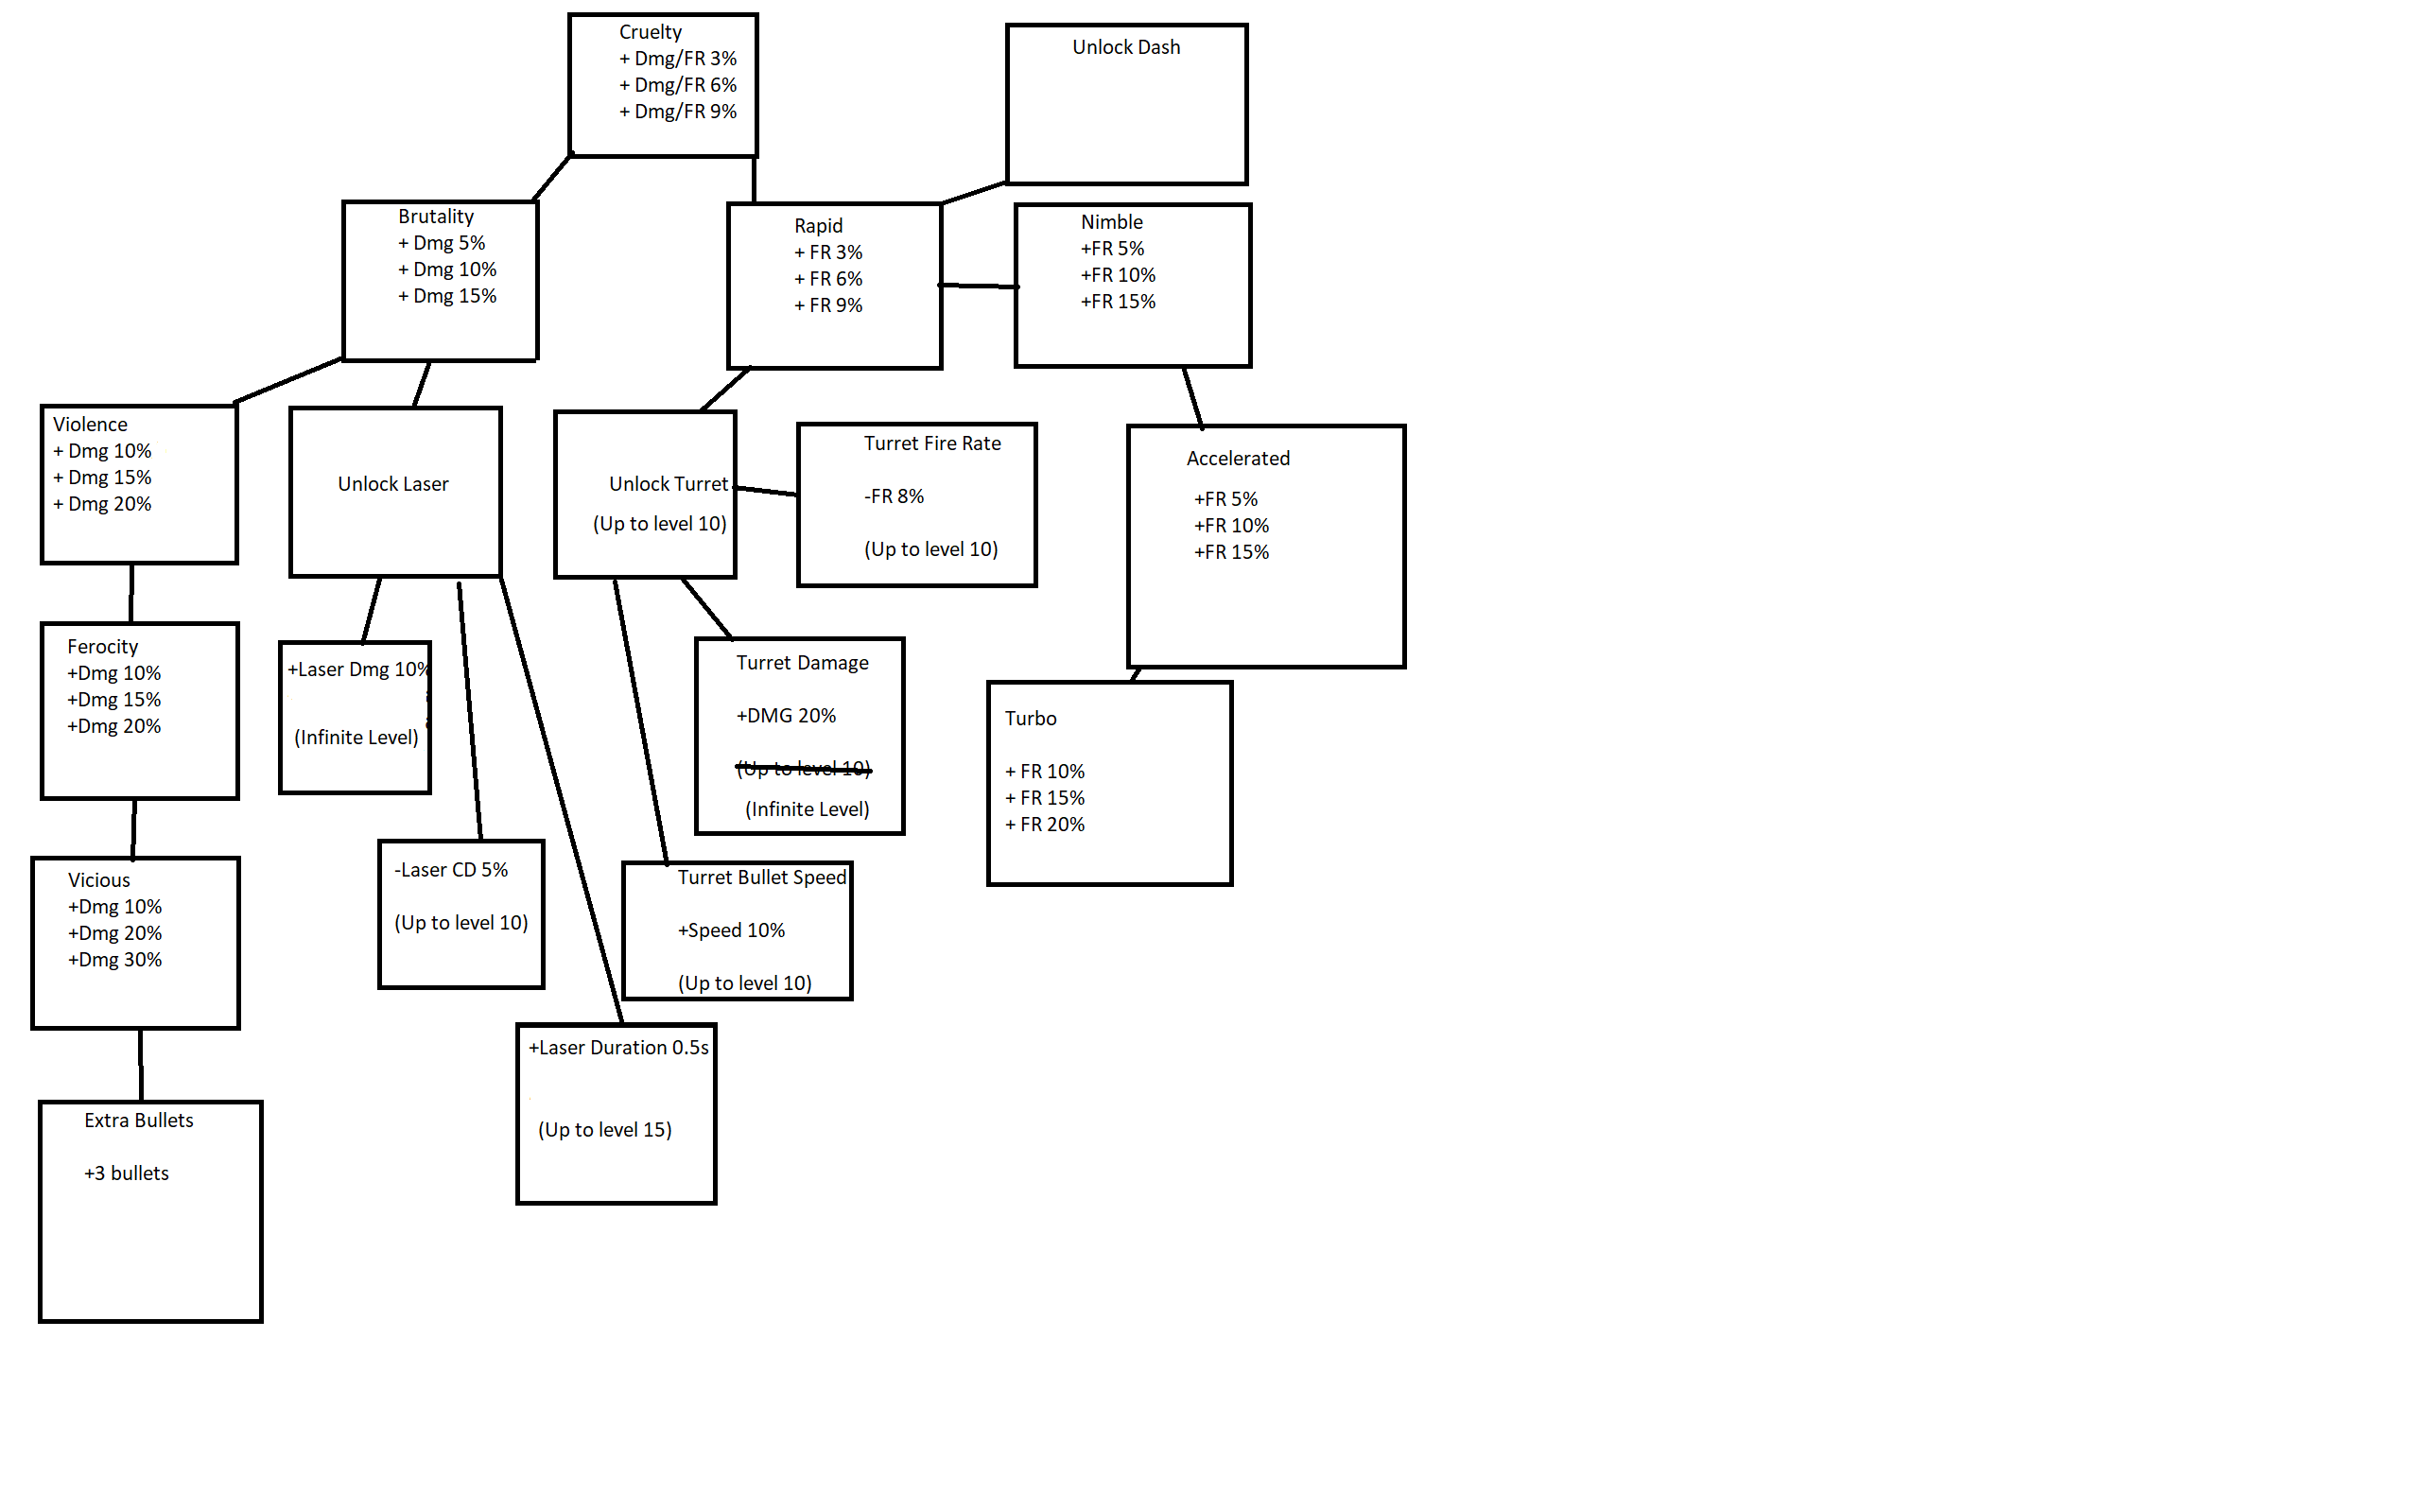 Cruelty
+ Dmg/FR 3%
+ Dmg/FR 6%
+ Dmg/FR 9%
Unlock Dash
Brutality
+ Dmg 5%
+ Dmg 10%
+ Dmg 15%
Rapid
+ FR 3%
+ FR 6%
+ FR 9%
Nimble
+FR 5%
+FR 10%
+FR 15%
Violence
+ Dmg 10%
+ Dmg 15%
+ Dmg 20%
Unlock Laser
Unlock Turret
(Up to level 10)
Turret Fire Rate
-FR 8%
(Up to level 10)
Accelerated
+FR 5%
+FR 10%
+FR 15%
Ferocity
+Dmg 10%
+Dmg 15%
+Dmg 20%
+Laser Dmg 10%
(Infinite Level)
Turret Damage
+DMG 20%
(Up to level 10)
(Infinite Level)
Turbo
+ FR 10%
+ FR 15%
+ FR 20%
Vicious
+Dmg 10%
+Dmg 20%
+Dmg 30%
-Laser CD 5%
(Up to level 10)
Turret Bullet Speed
+Speed 10%
(Up to level 10)
+Laser Duration 0.5s
(Up to level 15)
Extra Bullets
+3 bullets